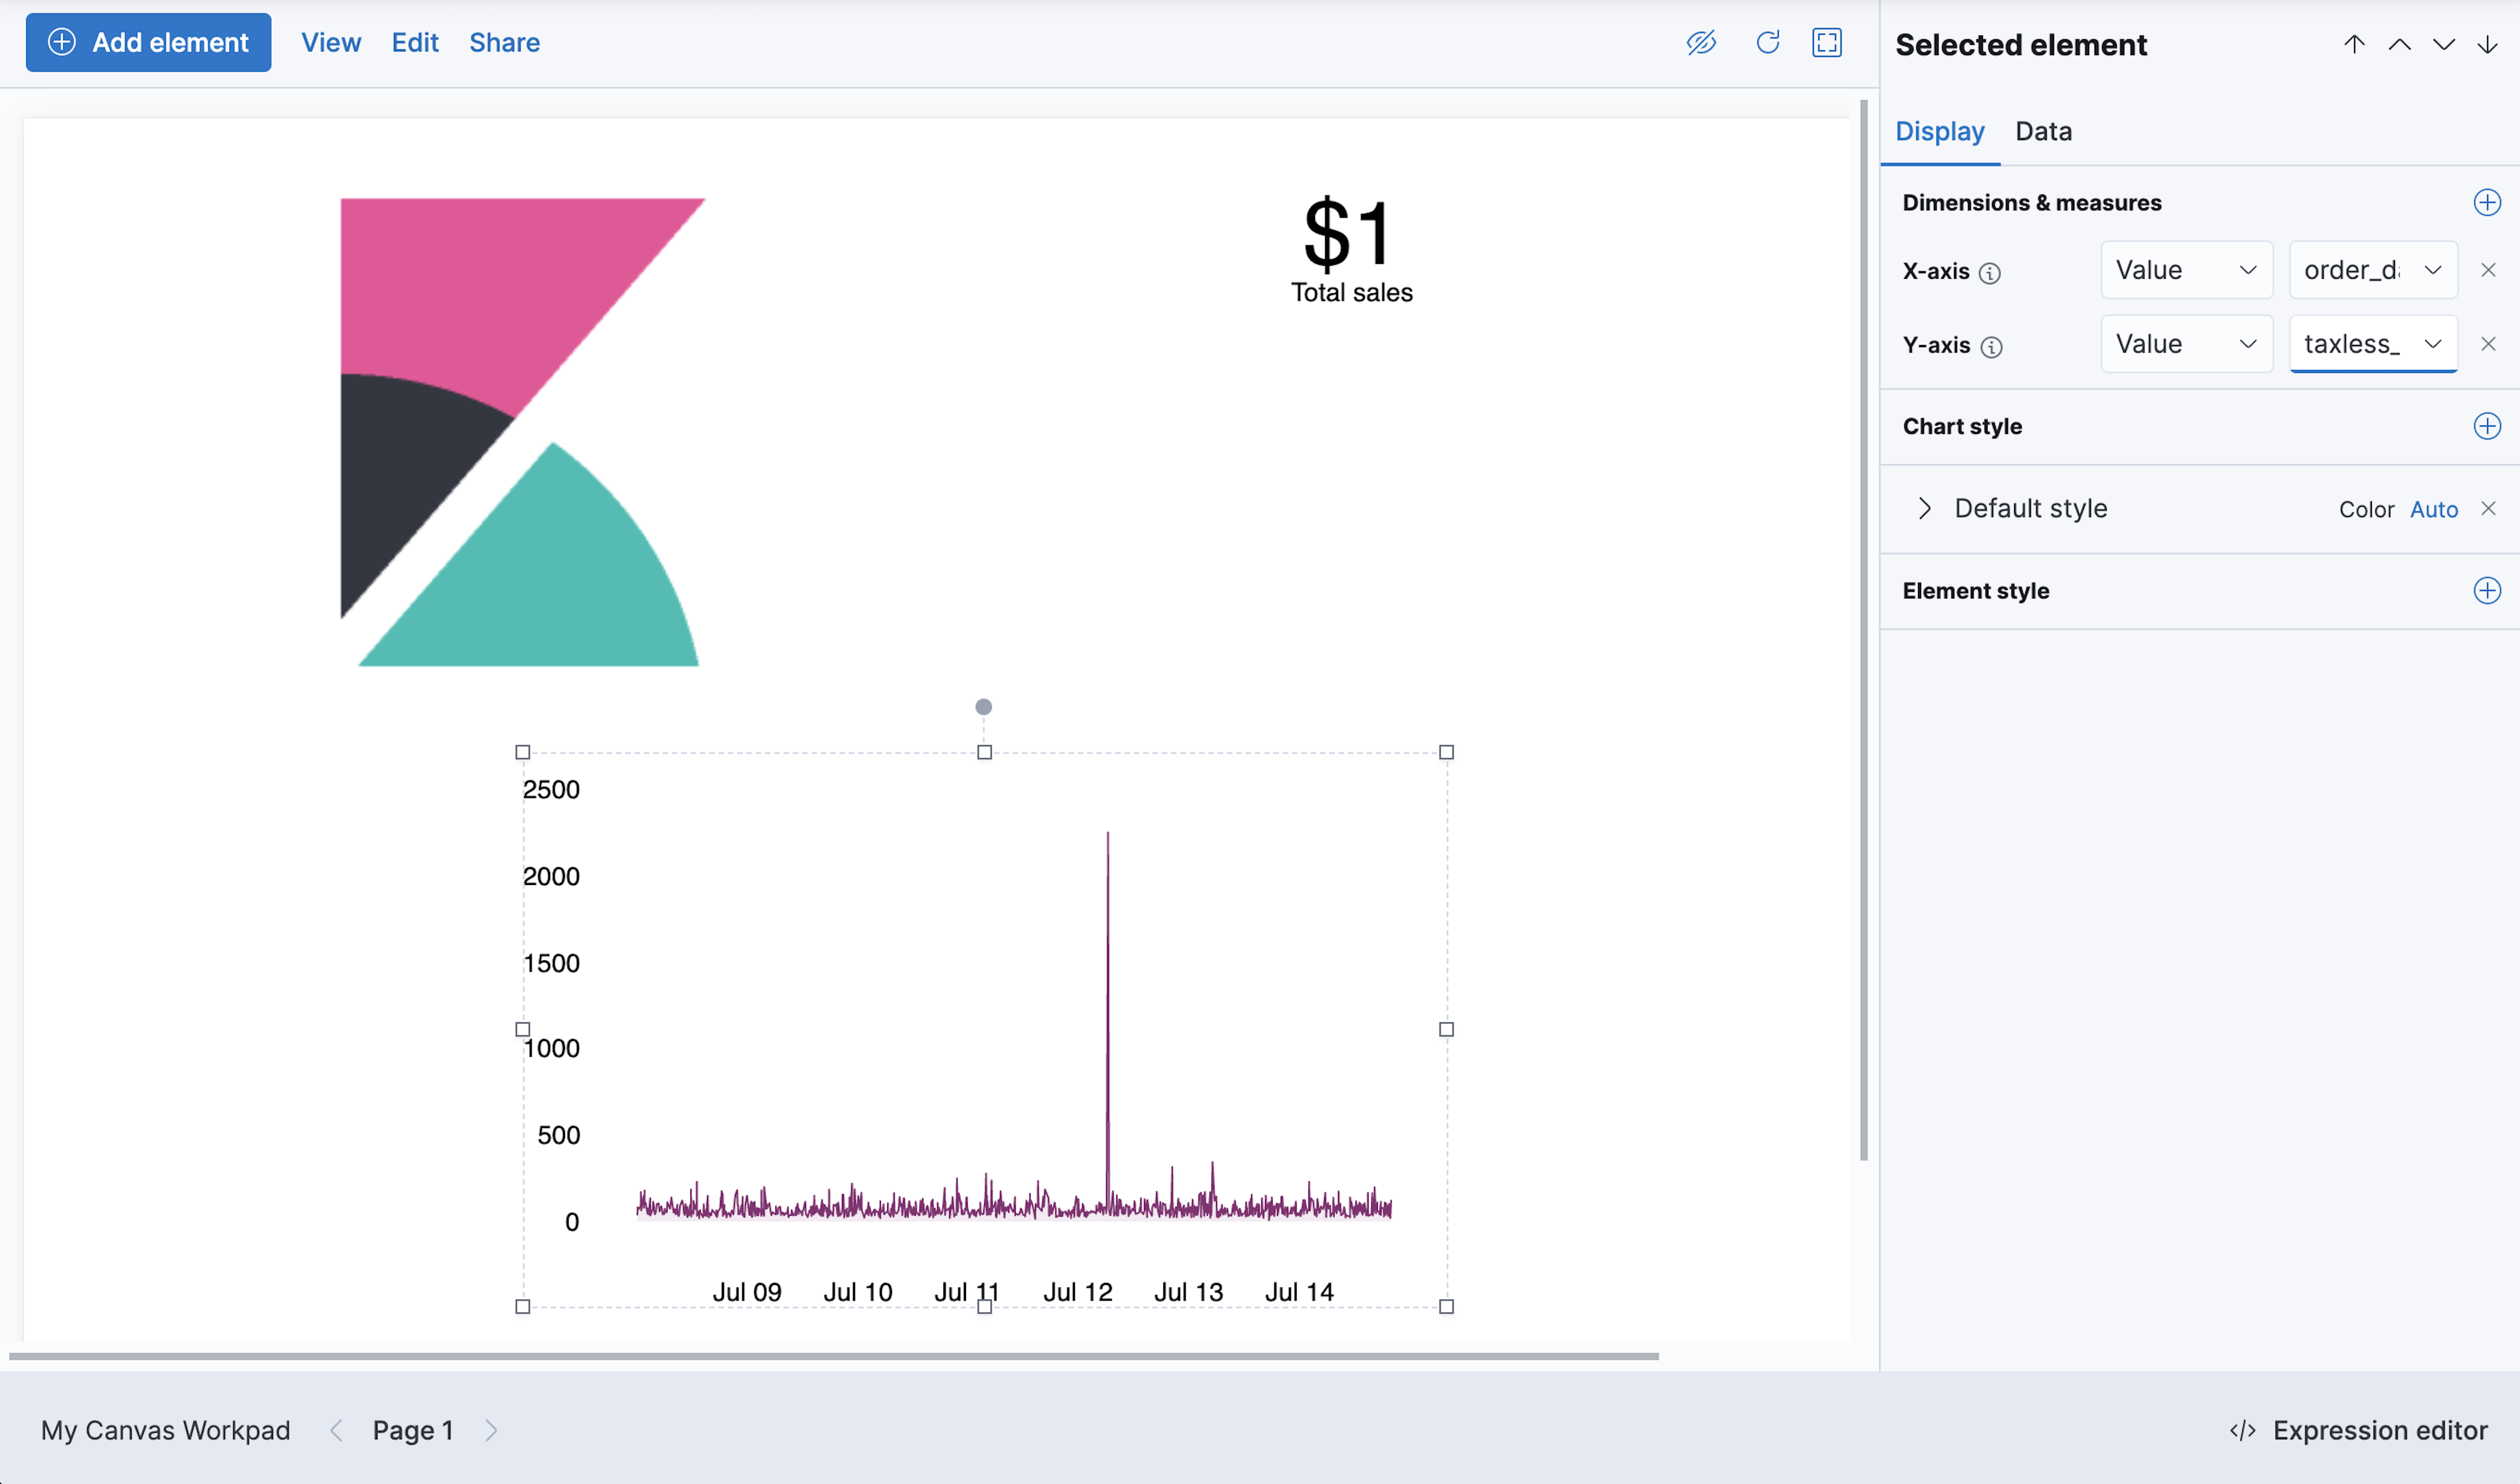 Add element View Edit Share
$1
Total sales
2500
2000
1500
1000
500
0
Jul 09 Jul 10 Jul 11 Jul 12 Jul 13 Jul 14
Selected element
Display Data
Dimensions & measures
X-axis Value order_d
Y-axis Value taxless_
Chart style
Default style Color Auto
Element style
My Canvas Workpad Page 1 Expression editor